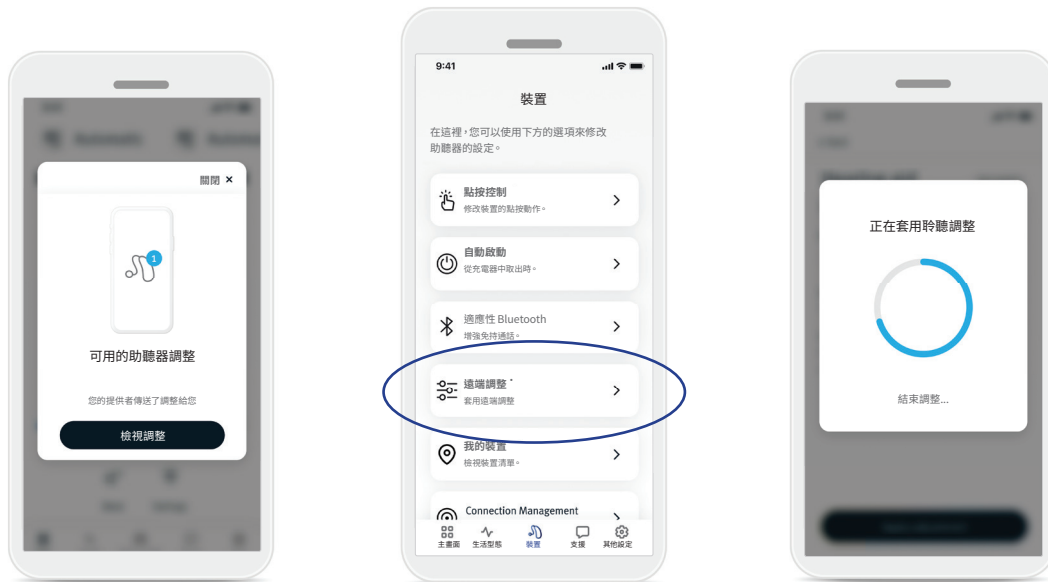 關閉 ×
1
可用的助聽器調整
您的提供者傳送了調整給您
檢視調整
9:41
裝置
在這裡，您可以使用下方的選項來修改
助聽器的設定。
點按控制
修改裝置的點按動作。
自動啟動
從充電器中取出時。
適應性 Bluetooth
增強免持通話。
遠端調整 *
套用遠端調整
我的裝置
檢視裝置清單。
Connection Management
主畫面 生活型態 裝置 支援 其他設定
正在套用聆聽調整
結束調整...